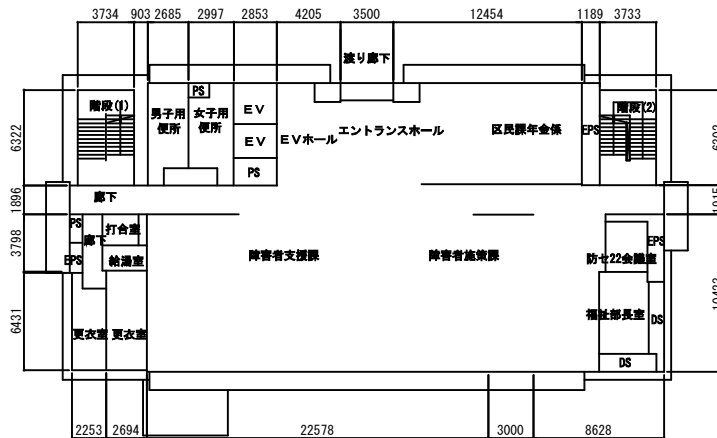 3734 903 2685 2997 2853 4205 3500 12454 1189 3733
渡り廊下
階段(1)
男子用
便所
PS
女子用
便所
EV
EV
PS
EVホール
エントランスホール
区民課年金係
EPS
階段(2)
6322
1896
3798
6431
廊下
PS
廊下
打合室
EPS
給湯室
障害者支援課
障害者施策課
EPS
防セ22会議室
福祉部長室
DS
DS
更衣室
更衣室
2253 2694 22578 3000 8628